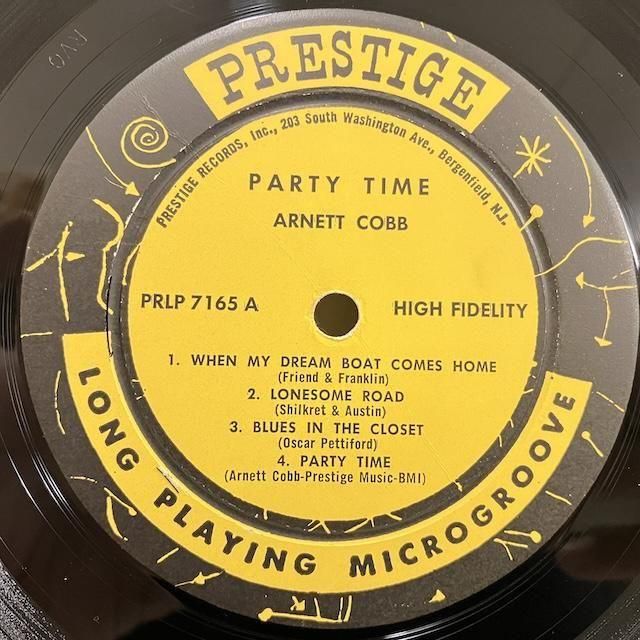 RVG
PRESTIGE
PRESTIGE RECORDS, Inc., 203 South Washington Ave., Bergenfield, N.J.
PARTY TIME
ARNETT COBB
PRLP 7165 A
HIGH FIDELITY
1. WHEN MY DREAM BOAT COMES HOME
(Friend & Franklin)
2. LONESOME ROAD
(Shilkret & Austin)
3. BLUES IN THE CLOSET
(Oscar Pettiford)
4. PARTY TIME
(Arnett Cobb-Prestige Music-BMI)
LONG PLAYING MICROGROOVE